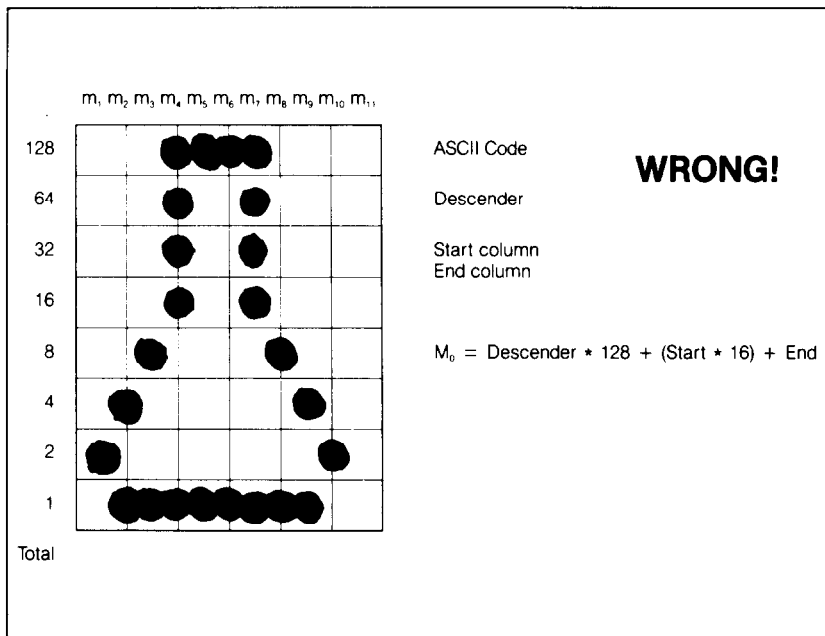 m₁ m₂ m₃ m₄ m₅ m₆ m₇ m₈ m₉ m₁₀ m₁₁
128
ASCII Code
WRONG!
64
Descender
32
Start column
End column
16
8
M₀ = Descender * 128 + (Start * 16) + End
4
2
1
Total